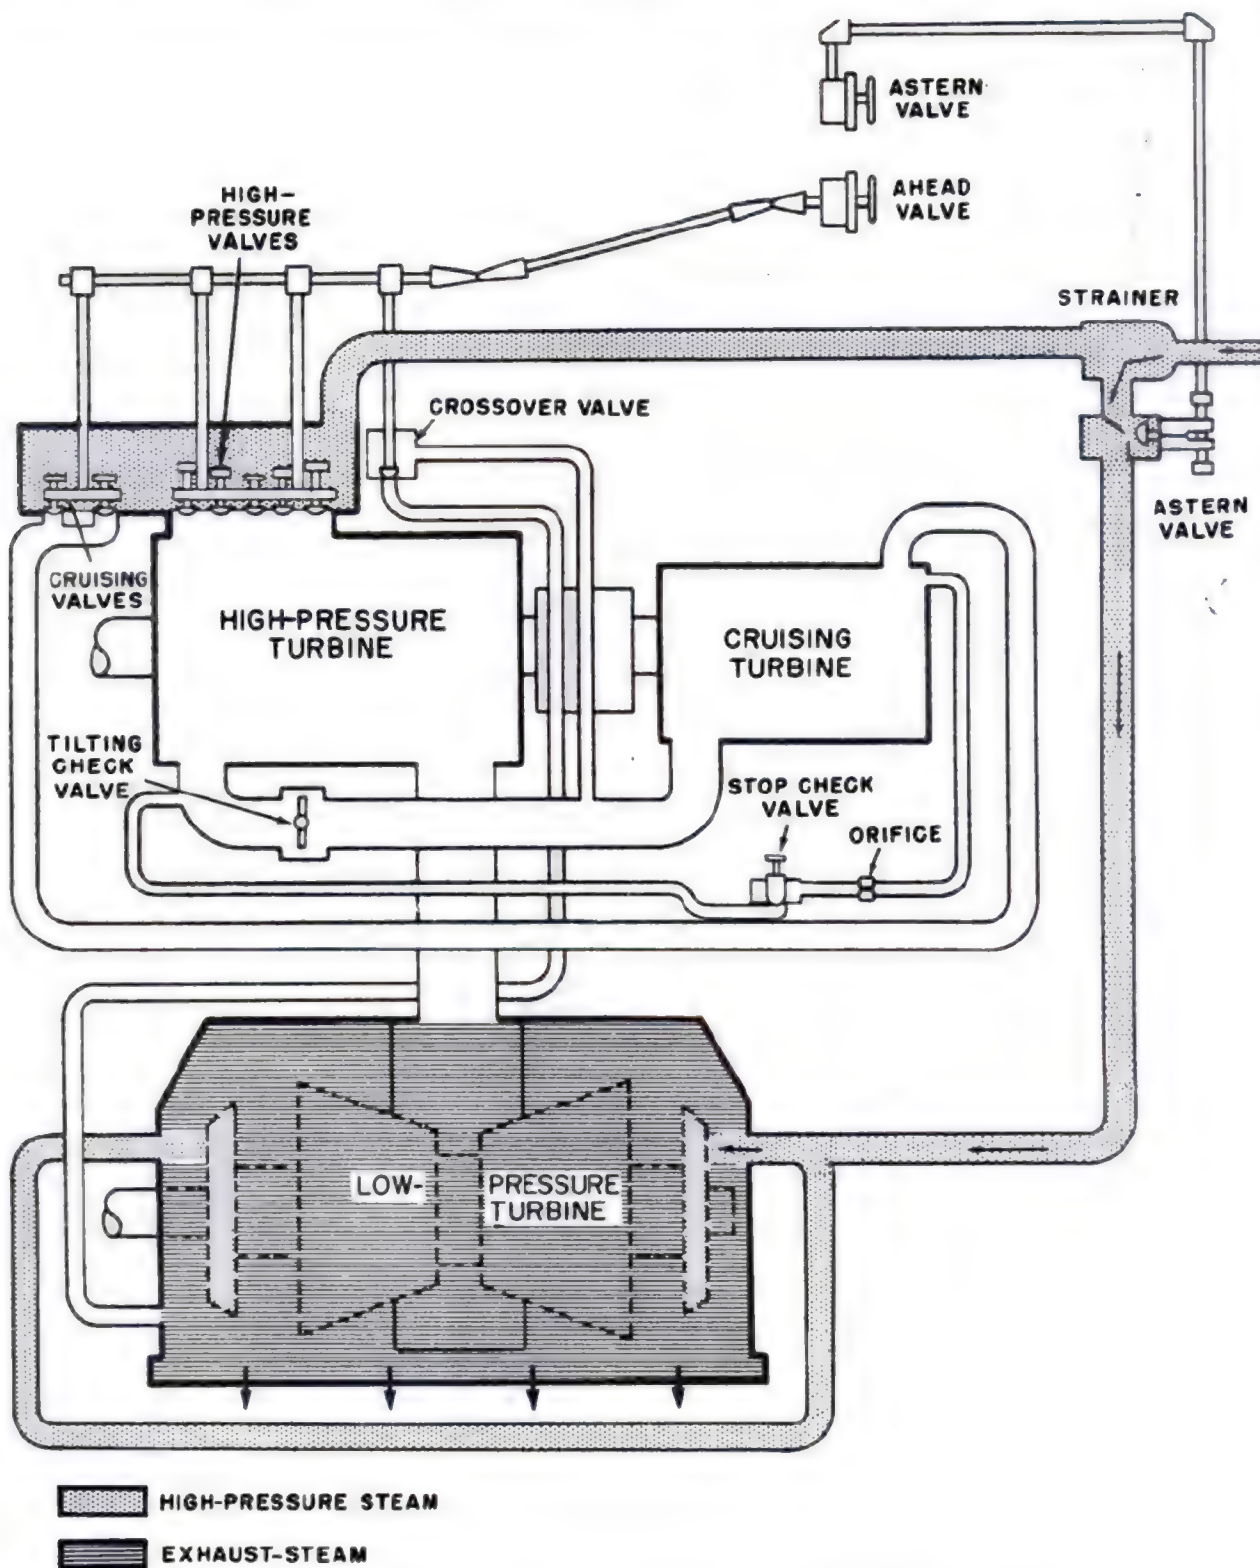 ASTERN
VALVE
HIGH-
PRESSURE
VALVES
AHEAD
VALVE
STRAINER
CROSSOVER VALVE
ASTERN
VALVE
CRUISING
VALVES
HIGH-PRESSURE
TURBINE
CRUISING
TURBINE
TILTING
CHECK
VALVE
STOP CHECK
VALVE
ORIFICE
LOW-
PRESSURE
TURBINE
HIGH-PRESSURE STEAM
EXHAUST-STEAM